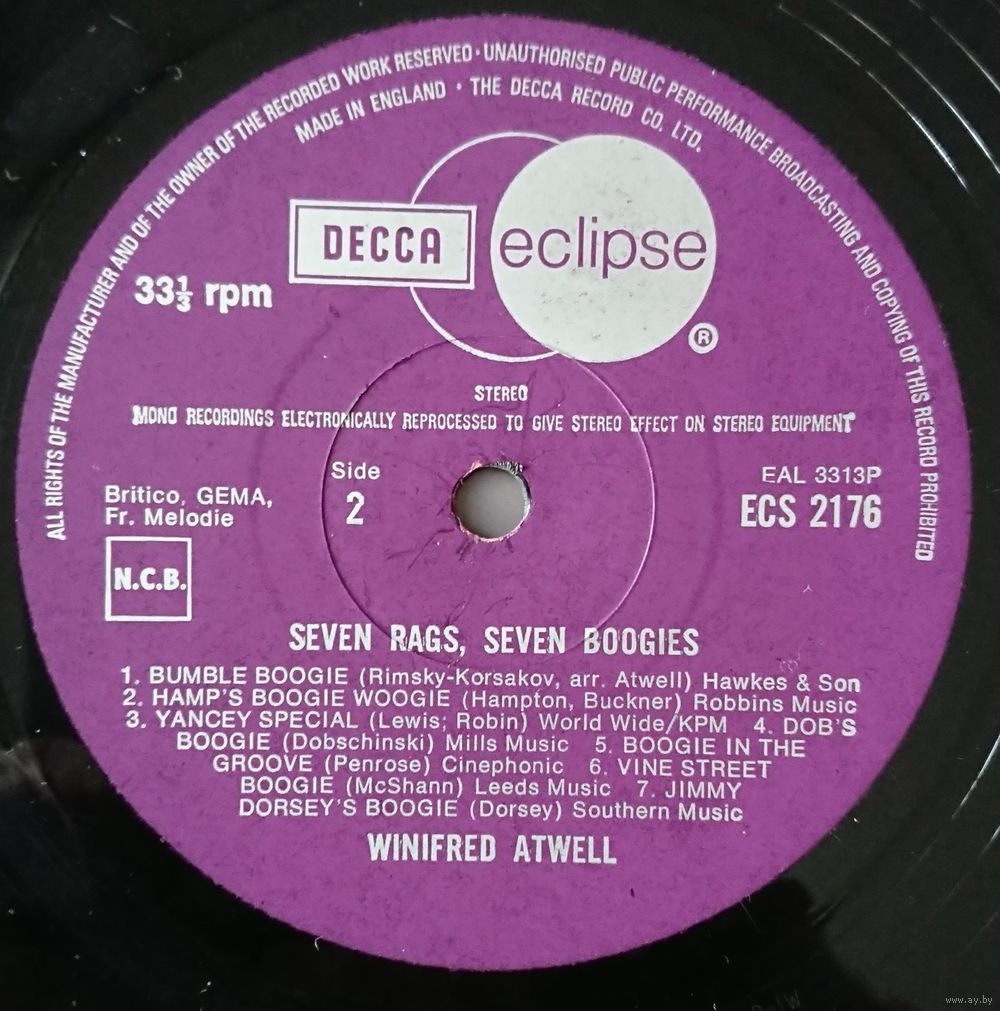 ALL RIGHTS OF THE MANUFACTURER AND OF THE OWNER OF THE RECORDED WORK RESERVED · UNAUTHORISED PUBLIC PERFORMANCE BROADCASTING AND COPYING OF THIS RECORD PROHIBITED
MADE IN ENGLAND · THE DECCA RECORD CO. LTD.
DECCA eclipse
®
33⅓ rpm
STEREO
MONO RECORDINGS ELECTRONICALLY REPROCESSED TO GIVE STEREO EFFECT ON STEREO EQUIPMENT
Britico, GEMA,
Fr. Melodie
N.C.B.
Side
2
EAL 3313P
ECS 2176
SEVEN RAGS, SEVEN BOOGIES
1. BUMBLE BOOGIE (Rimsky-Korsakov, arr. Atwell) Hawkes & Son
2. HAMP'S BOOGIE WOOGIE (Hampton, Buckner) Robbins Music
3. YANCEY SPECIAL (Lewis; Robin) World Wide/KPM 4. DOB'S
BOOGIE (Dobschinski) Mills Music 5. BOOGIE IN THE
GROOVE (Penrose) Cinephonic 6. VINE STREET
BOOGIE (McShann) Leeds Music 7. JIMMY
DORSEY'S BOOGIE (Dorsey) Southern Music
WINIFRED ATWELL
www.ay.by